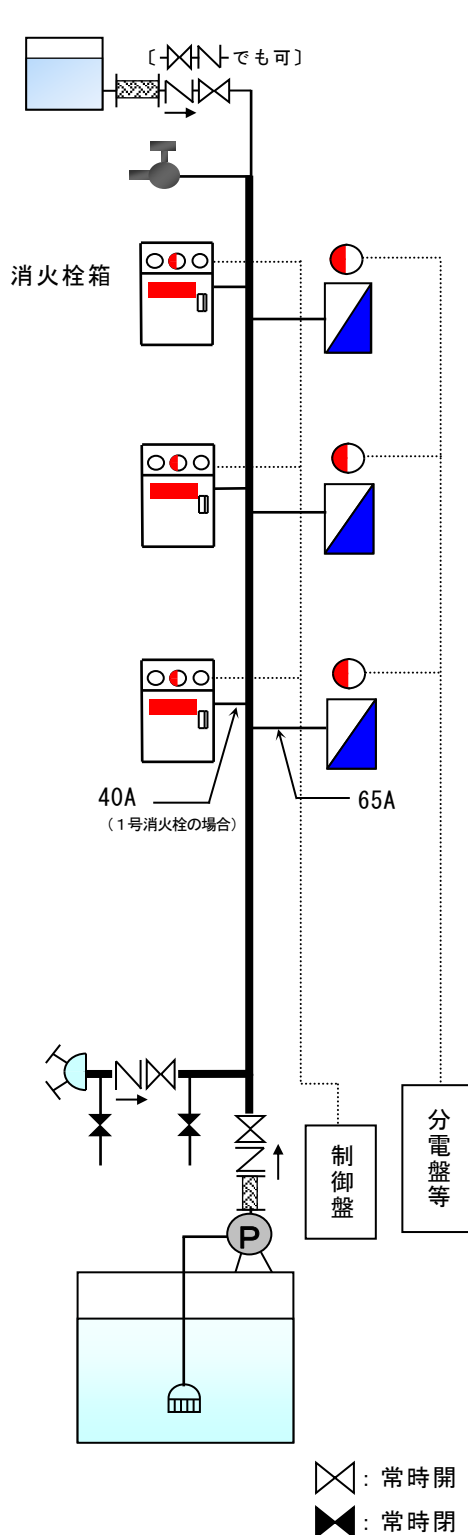 〔 でも可〕
消火栓箱
40A
65A
（１号消火栓の場合）
制御盤
分電盤等
P
：常時開
：常時閉